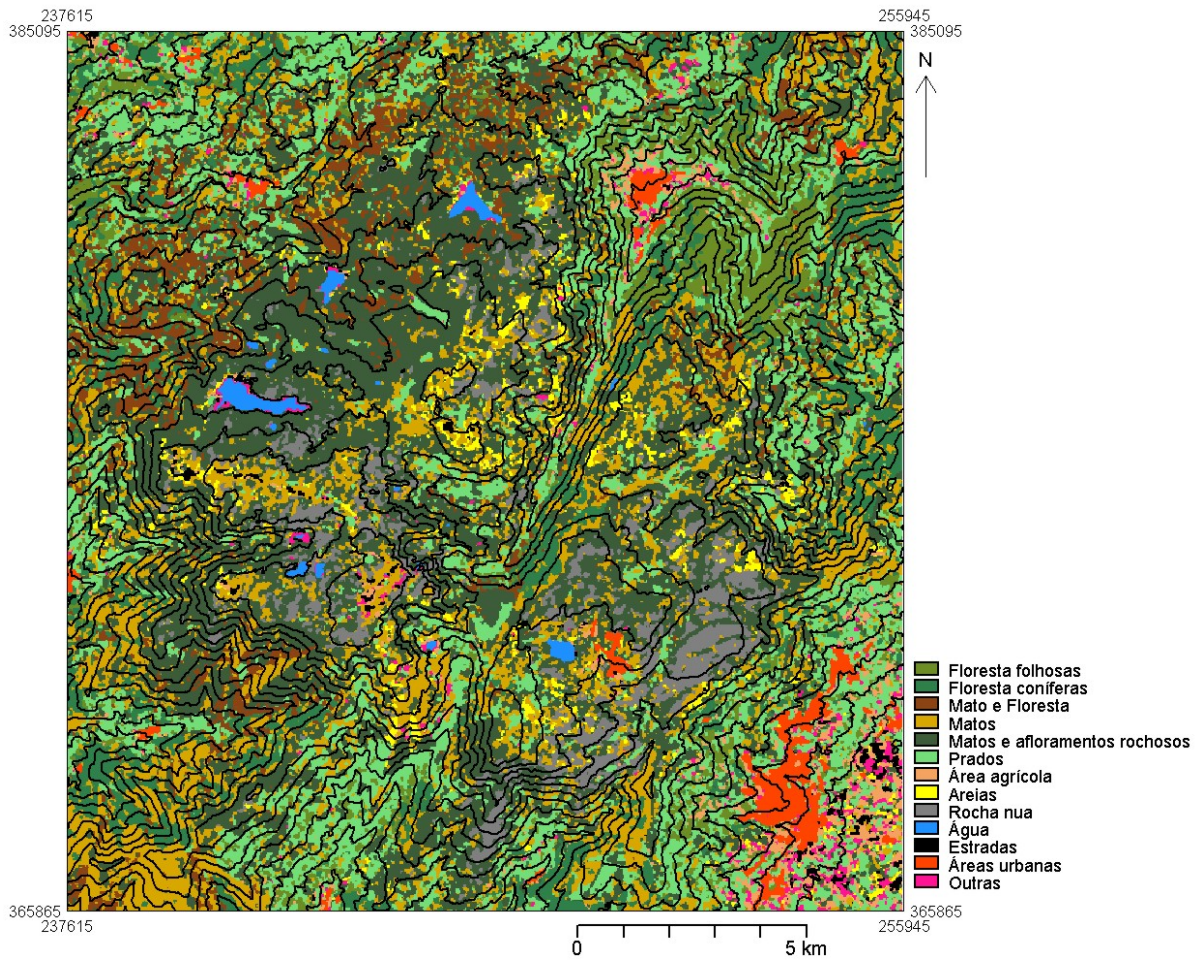 237615
255945
385095
385095
N
Floresta folhosas
Floresta coníferas
Mato e Floresta
Matos
Matos e afloramentos rochosos
Prados
Área agrícola
Areias
Rocha nua
Água
Estradas
Áreas urbanas
Outras
365865
365865
237615
255945
0
5 km